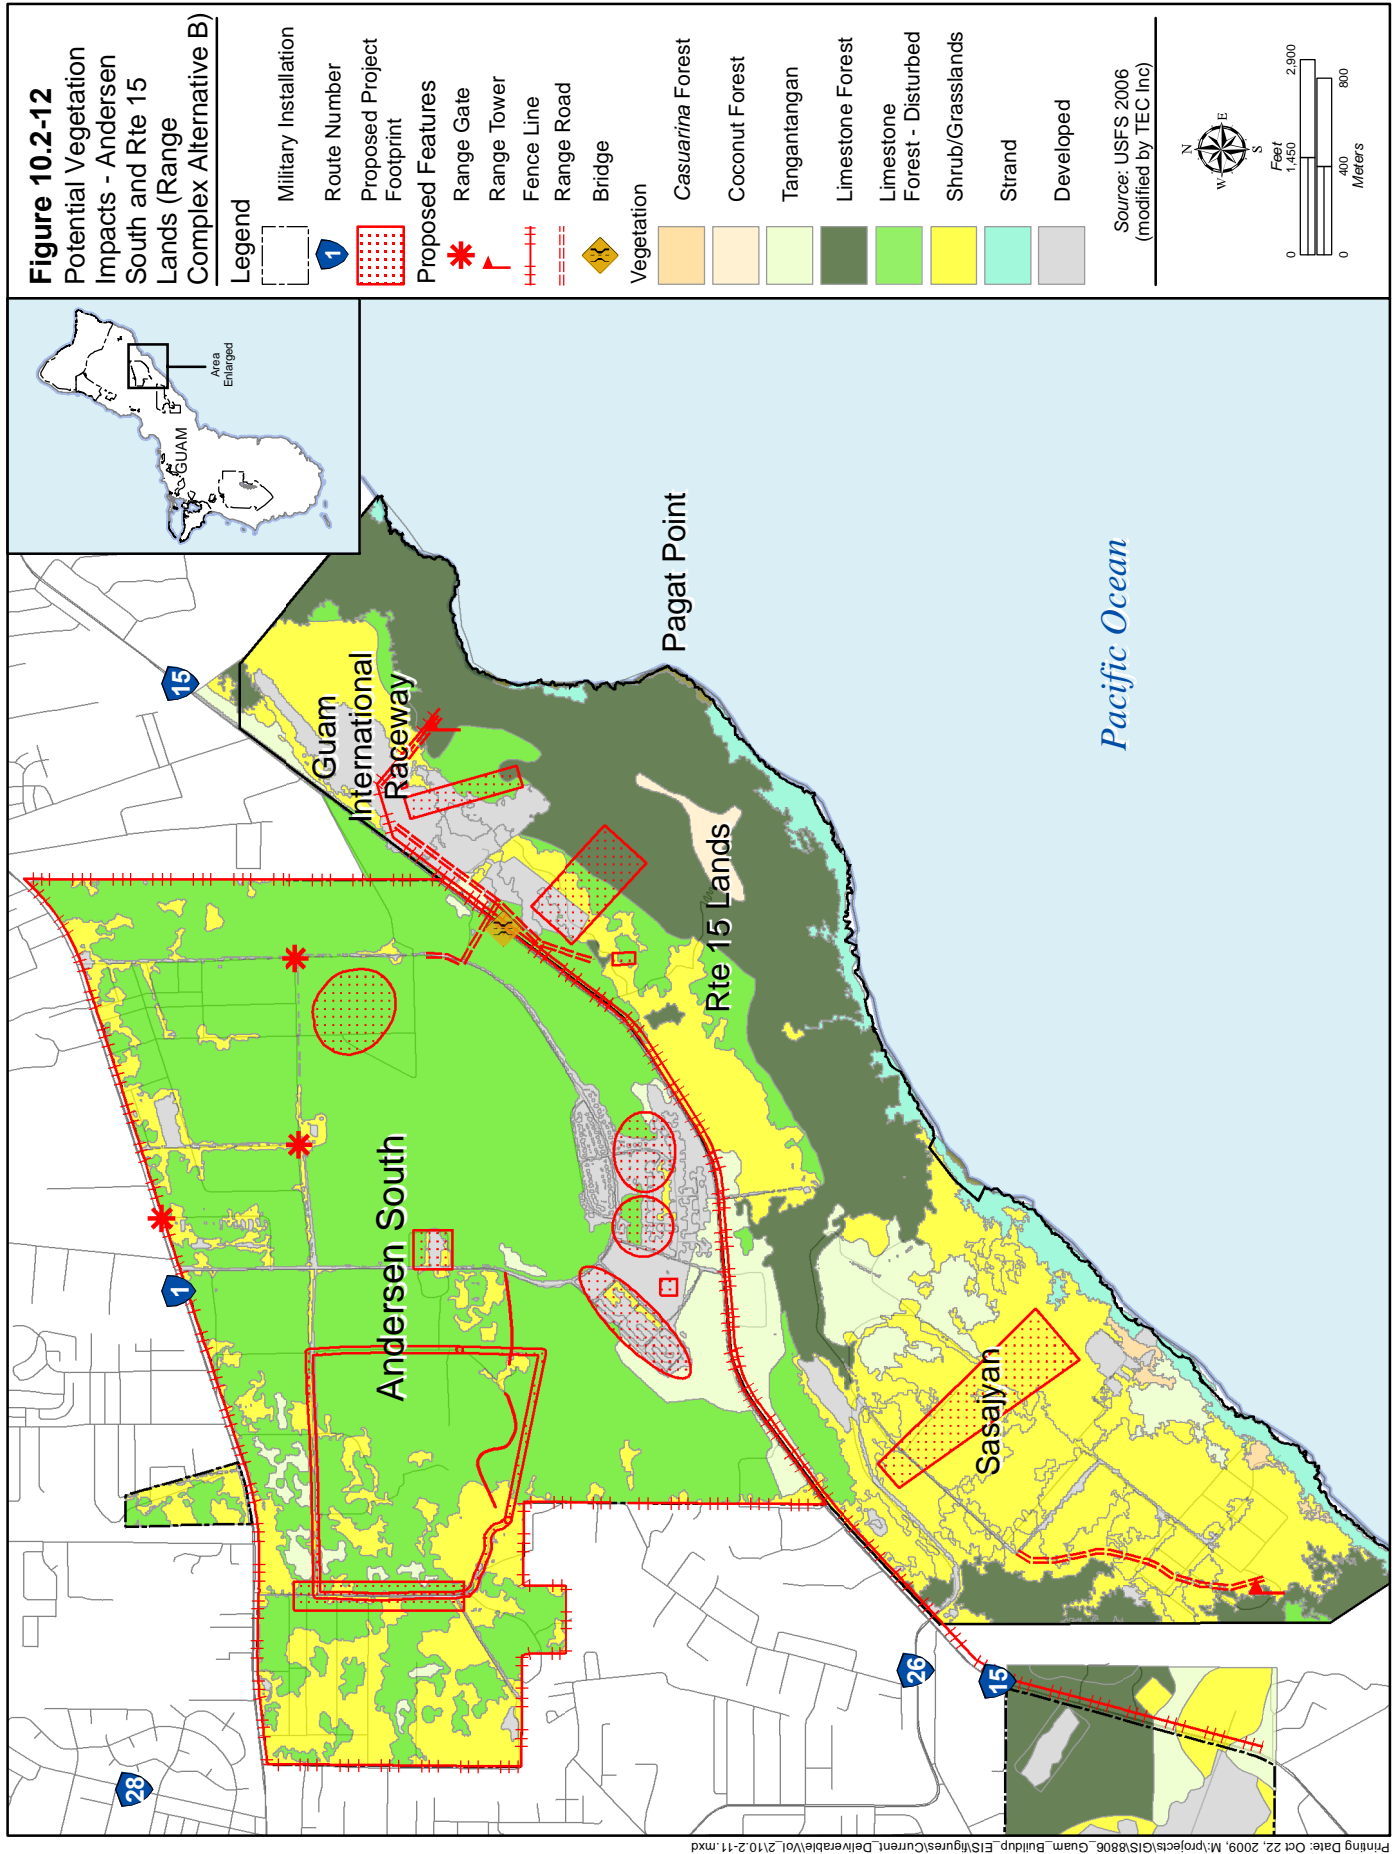 Figure 10.2-12
Potential Vegetation
Impacts - Andersen
South and Rte 15
Lands (Range
Complex Alternative B)
Legend
Military Installation
1
Route Number
Proposed Project
Footprint
Proposed Features
Range Gate
Range Tower
Fence Line
Range Road
Bridge
Vegetation
Casuarina Forest
Coconut Forest
Tangantangan
Limestone Forest
Limestone
Forest - Disturbed
Shrub/Grasslands
Strand
Developed
Source: USFS 2006
(modified by TEC Inc)
N
W
E
S
Feet
0
1,450
2,900
0
400
800
Meters
GUAM
Area
Enlarged
15
1
28
26
15
Guam
International
Raceway
Pagat Point
Andersen South
Rte 15 Lands
Sasajyan
Pacific Ocean
Printing Date: Oct 22, 2009, M:\projects\GIS\8806_Guam_Buildup_EIS\figures\Current_Deliverable\Vol_2\10.2-11.mxd